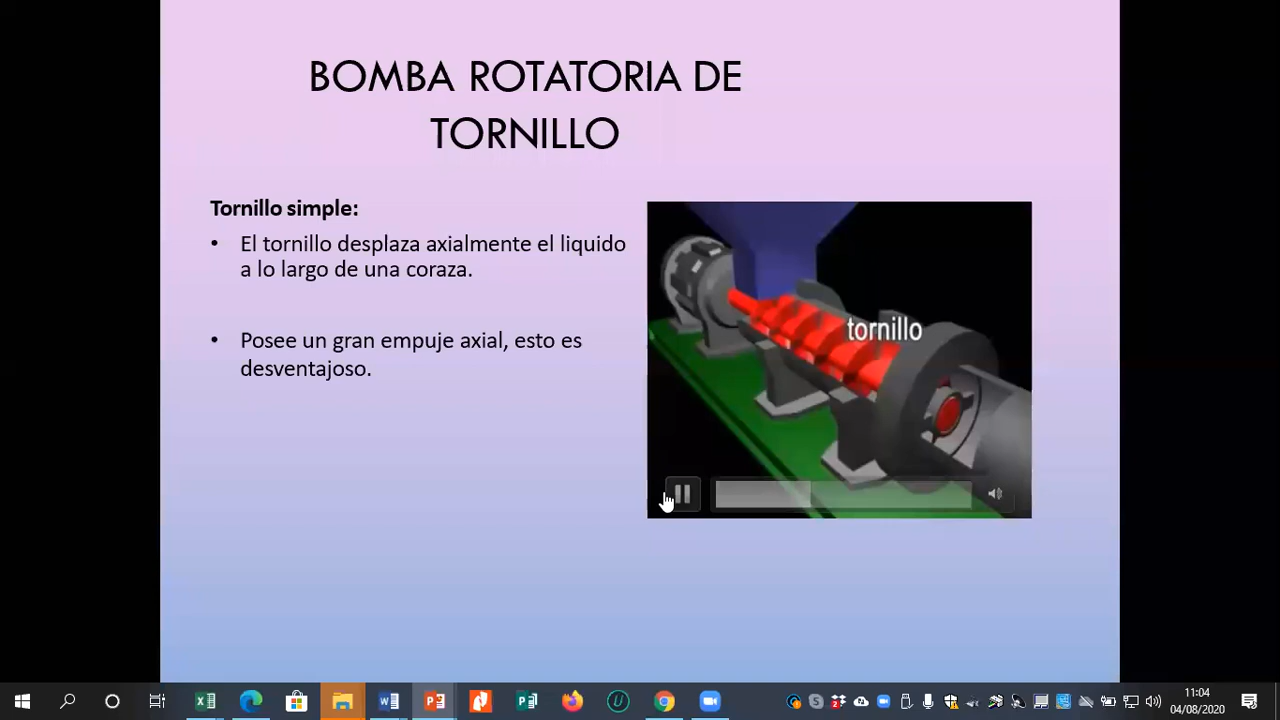 BOMBA ROTATORIA DE
TORNILLO
Tornillo simple:
• El tornillo desplaza axialmente el liquido
a lo largo de una coraza.
• Posee un gran empuje axial, esto es
desventajoso.
tornillo
11:04
04/08/2020